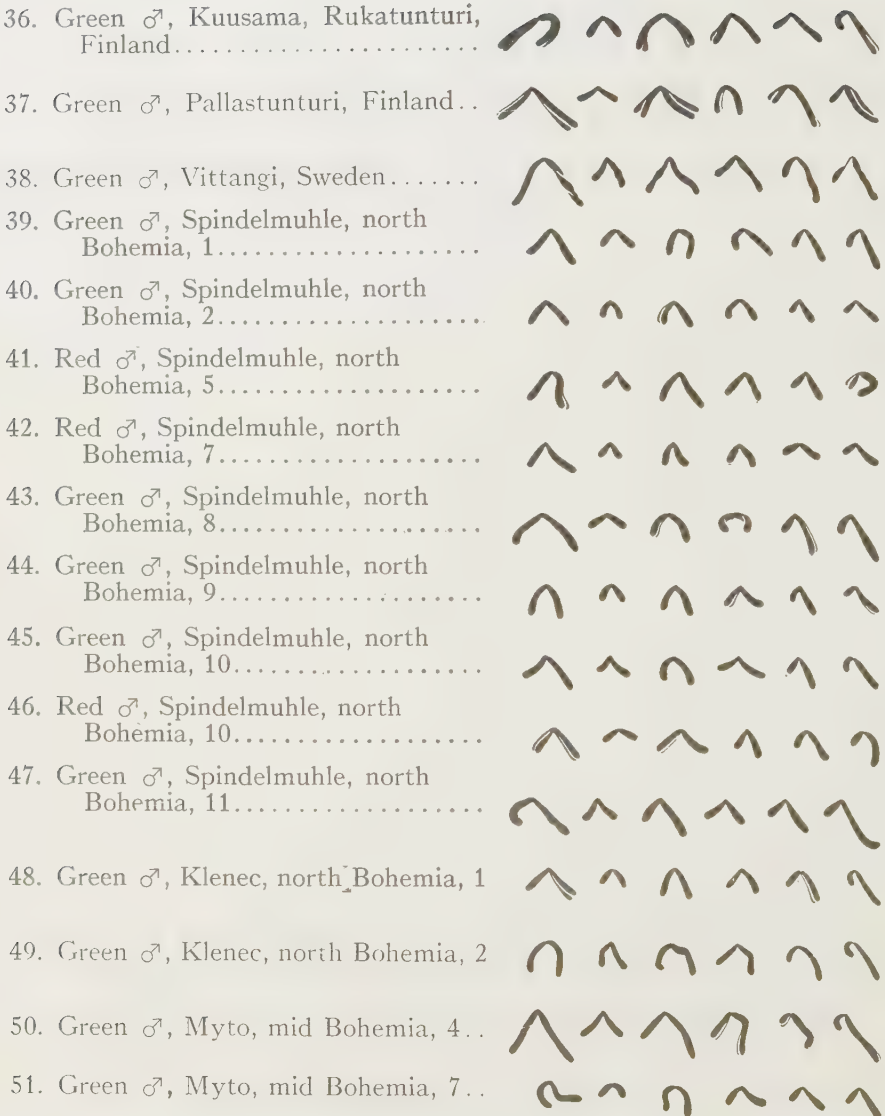 36. Green ♂, Kuusama, Rukatunturi,
Finland......................
37. Green ♂, Pallastunturi, Finland..
38. Green ♂, Vittangi, Sweden.......
39. Green ♂, Spindelmuhle, north
Bohemia, 1....................
40. Green ♂, Spindelmuhle, north
Bohemia, 2....................
41. Red ♂, Spindelmuhle, north
Bohemia, 5....................
42. Red ♂, Spindelmuhle, north
Bohemia, 7....................
43. Green ♂, Spindelmuhle, north
Bohemia, 8....................
44. Green ♂, Spindelmuhle, north
Bohemia, 9....................
45. Green ♂, Spindelmuhle, north
Bohemia, 10...................
46. Red ♂, Spindelmuhle, north
Bohemia, 10...................
47. Green ♂, Spindelmuhle, north
Bohemia, 11...................
48. Green ♂, Klenec, north Bohemia, 1
49. Green ♂, Klenec, north Bohemia, 2
50. Green ♂, Myto, mid Bohemia, 4..
51. Green ♂, Myto, mid Bohemia, 7..